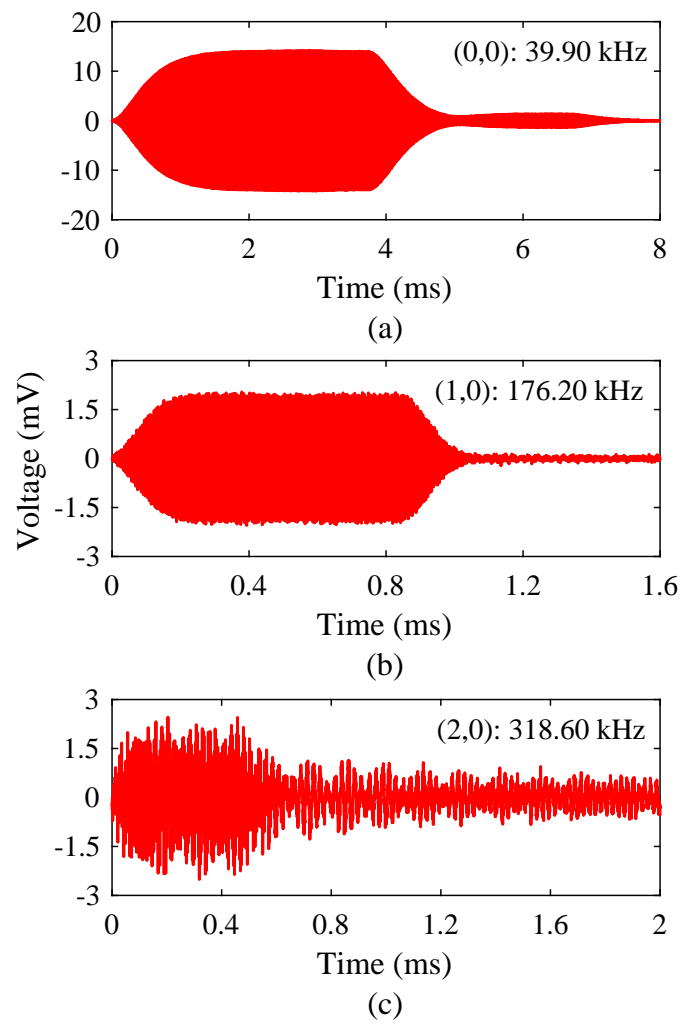 20
10
0
-10
-20
(0,0): 39.90 kHz
0 2 4 6 8
Time (ms)
(a)
Voltage (mV)
3
1.5
0
-1.5
-3
(1,0): 176.20 kHz
0 0.4 0.8 1.2 1.6
Time (ms)
(b)
3
1.5
0
-1.5
-3
(2,0): 318.60 kHz
0 0.4 0.8 1.2 1.6 2
Time (ms)
(c)